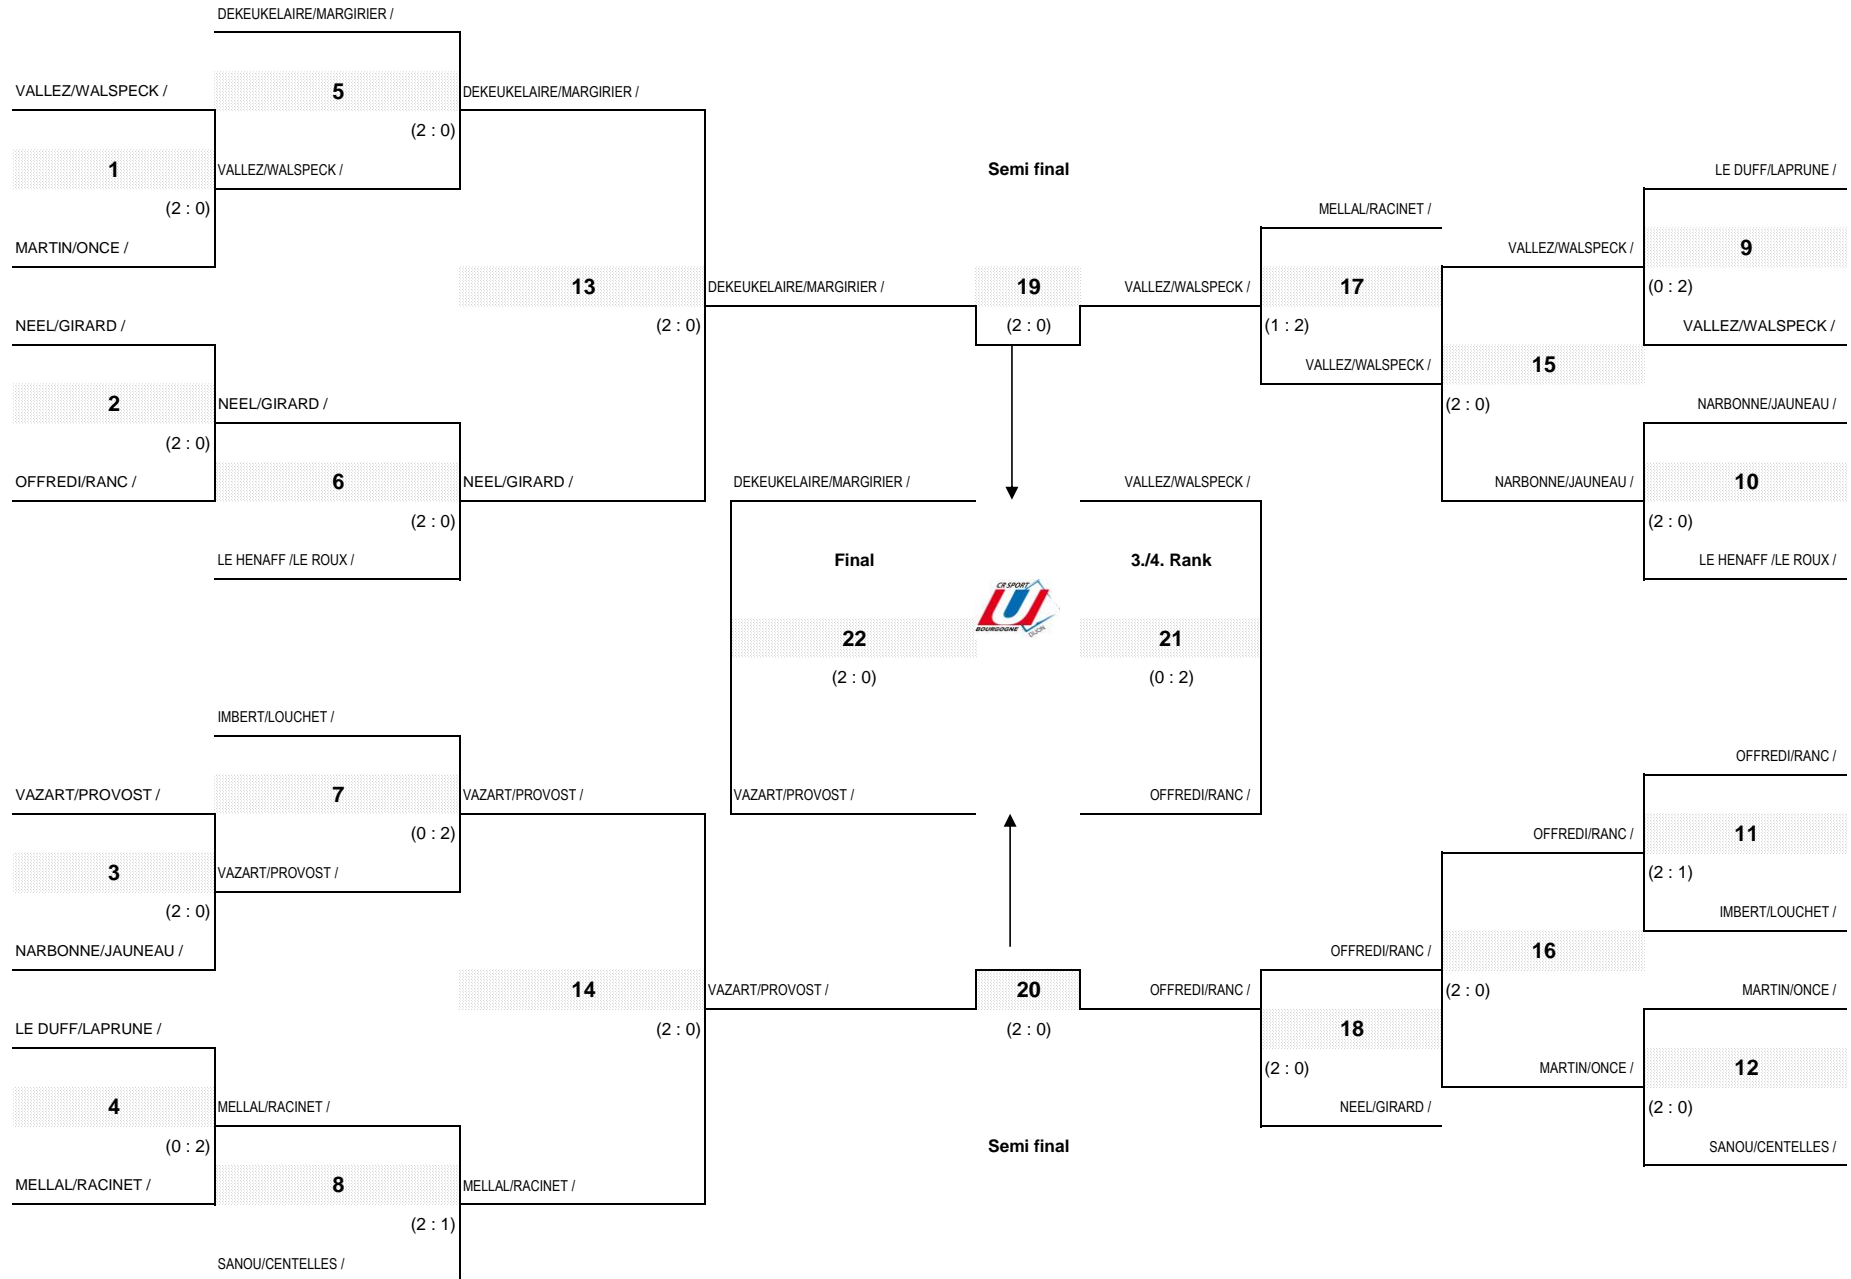 DEKEUKELAIRE/MARGIRIER /
VALLEZ/WALSPECK /
5
DEKEUKELAIRE/MARGIRIER /
(2 : 0)
1
VALLEZ/WALSPECK /
Semi final
LE DUFF/LAPRUNE /
(2 : 0)
MELLAL/RACINET /
MARTIN/ONCE /
VALLEZ/WALSPECK /
9
13
DEKEUKELAIRE/MARGIRIER /
19
VALLEZ/WALSPECK /
17
(0 : 2)
NEEL/GIRARD /
(2 : 0)
(2 : 0)
(1 : 2)
VALLEZ/WALSPECK /
VALLEZ/WALSPECK /
15
2
NEEL/GIRARD /
(2 : 0)
NARBONNE/JAUNEAU /
(2 : 0)
OFFREDI/RANC /
6
NEEL/GIRARD /
DEKEUKELAIRE/MARGIRIER /
VALLEZ/WALSPECK /
NARBONNE/JAUNEAU /
10
(2 : 0)
(2 : 0)
LE HENAFF /LE ROUX /
Final
3./4. Rank
LE HENAFF /LE ROUX /
CR SPORT
U
BOURGOGNE
DIJON
22
21
(2 : 0)
(0 : 2)
IMBERT/LOUCHET /
OFFREDI/RANC /
VAZART/PROVOST /
7
VAZART/PROVOST /
VAZART/PROVOST /
OFFREDI/RANC /
(0 : 2)
OFFREDI/RANC /
11
3
VAZART/PROVOST /
(2 : 1)
(2 : 0)
IMBERT/LOUCHET /
NARBONNE/JAUNEAU /
OFFREDI/RANC /
16
14
VAZART/PROVOST /
20
OFFREDI/RANC /
(2 : 0)
MARTIN/ONCE /
LE DUFF/LAPRUNE /
(2 : 0)
(2 : 0)
18
(2 : 0)
MARTIN/ONCE /
12
4
MELLAL/RACINET /
NEEL/GIRARD /
(2 : 0)
(0 : 2)
Semi final
SANOU/CENTELLES /
MELLAL/RACINET /
8
MELLAL/RACINET /
(2 : 1)
SANOU/CENTELLES /